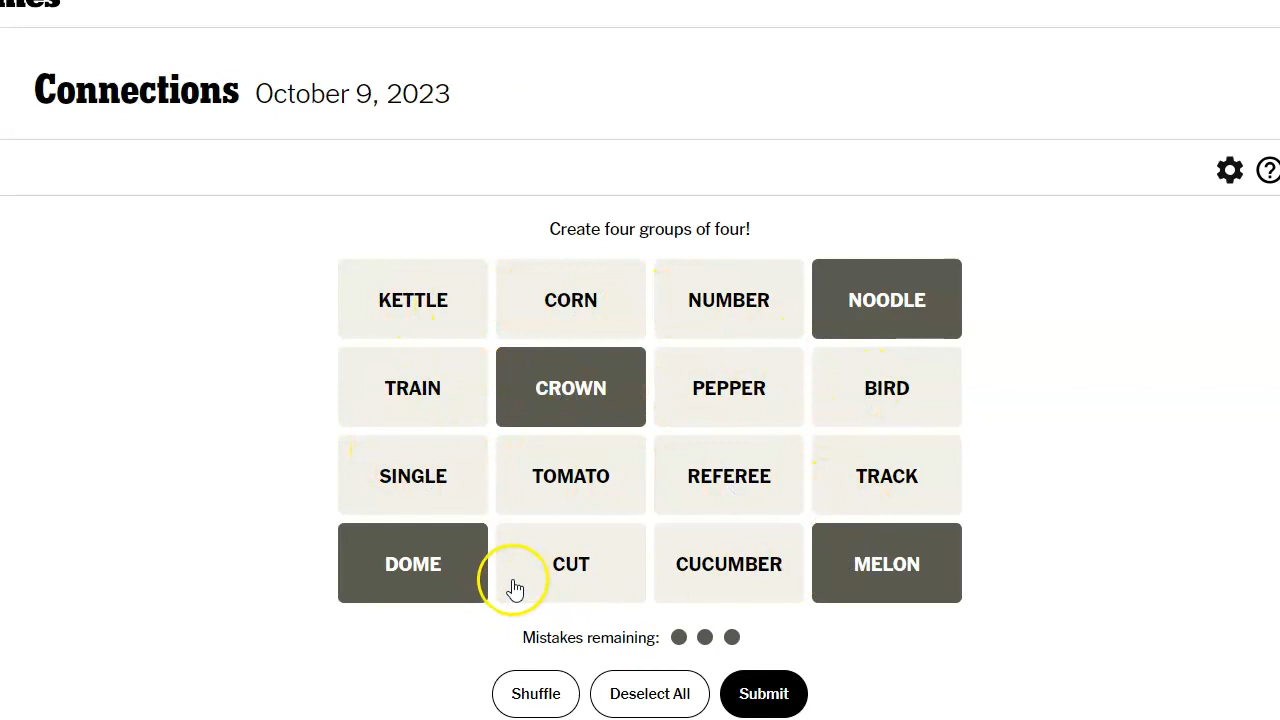 Connections October 9, 2023
Create four groups of four!
KETTLE CORN NUMBER NOODLE
TRAIN CROWN PEPPER BIRD
SINGLE TOMATO REFEREE TRACK
DOME CUT CUCUMBER MELON
Mistakes remaining:
Shuffle Deselect All Submit